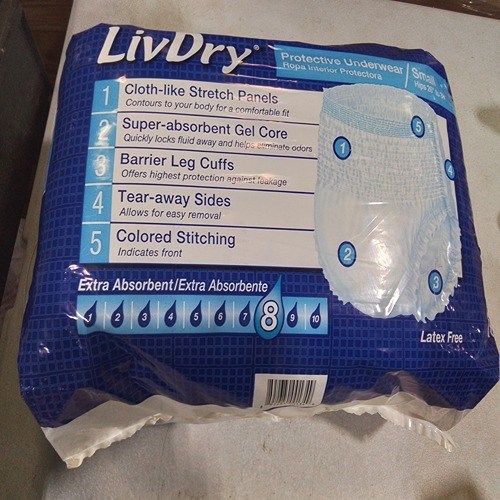 LivDry®
Protective Underwear
Ropa Interior Protectora
Small
Hips
1 Cloth-like Stretch Panels
Contours to your body for a comfortable fit
2 Super-absorbent Gel Core
Quickly locks fluid away and helps eliminate odors
3 Barrier Leg Cuffs
Offers highest protection against leakage
4 Tear-away Sides
Allows for easy removal
5 Colored Stitching
Indicates front
1
2
3
4
5
Extra Absorbent/Extra Absorbente
1 2 3 4 5 6 7 8 9 10
Latex Free